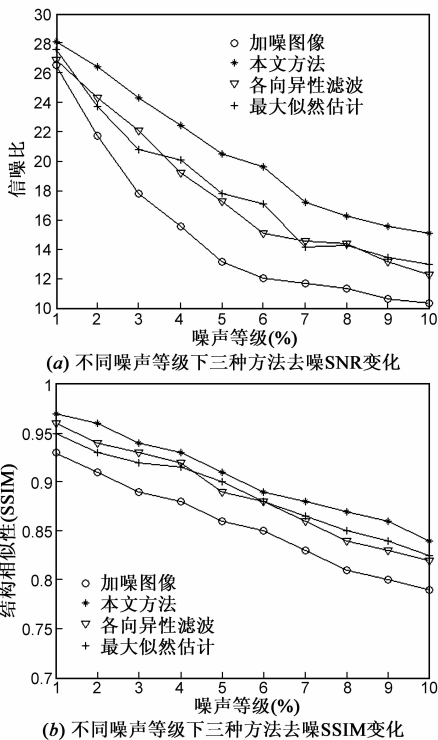 30
28
26
24
22
20
18
16
14
12
10
信噪比
加噪图像
本文方法
各向异性滤波
最大似然估计
1 2 3 4 5 6 7 8 9 10
噪声等级(%)
(a) 不同噪声等级下三种方法去噪SNR变化
1
0.95
0.9
0.85
0.8
0.75
0.7
结构相似性(SSIM)
加噪图像
本文方法
各向异性滤波
最大似然估计
1 2 3 4 5 6 7 8 9 10
噪声等级(%)
(b) 不同噪声等级下三种方法去噪SSIM变化